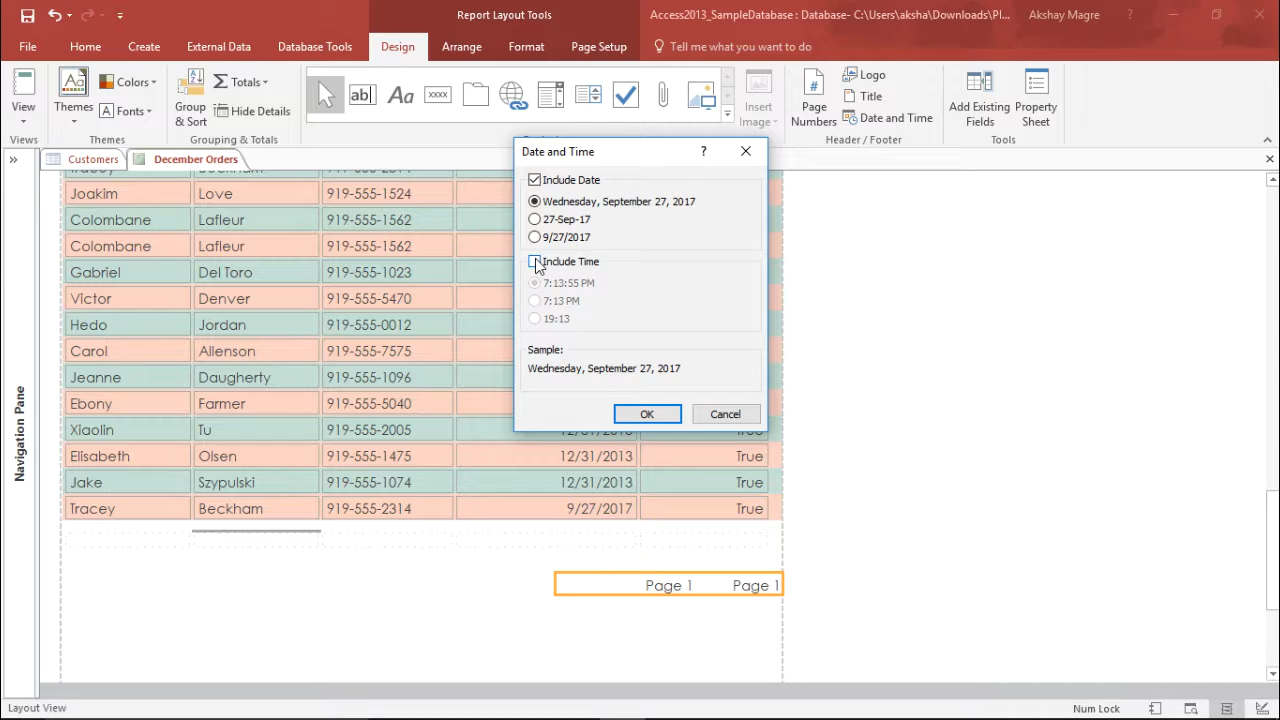 Report Layout Tools
Access2013_SampleDatabase : Database- C:\Users\aksha\Downloads\Pl...
Akshay Magre
?
File
Home
Create
External Data
Database Tools
Design
Arrange
Format
Page Setup
Tell me what you want to do
View
Views
Themes
Colors
Fonts
Themes
Group & Sort
Totals
Hide Details
Grouping & Totals
ab|
Aa
xxxx
Insert Image
Page Numbers
Logo
Title
Date and Time
Header / Footer
Add Existing Fields
Property Sheet
Tools
Customers
December Orders
Navigation Pane
Joakim Love 919-555-1524
Colombane Lafleur 919-555-1562
Colombane Lafleur 919-555-1562
Gabriel Del Toro 919-555-1023
Victor Denver 919-555-5470
Hedo Jordan 919-555-0012
Carol Allenson 919-555-7575
Jeanne Daugherty 919-555-1096
Ebony Farmer 919-555-5040
Xiaolin Tu 919-555-2005 12/31/2013 True
Elisabeth Olsen 919-555-1475 12/31/2013 True
Jake Szypulski 919-555-1074 12/31/2013 True
Tracey Beckham 919-555-2314 9/27/2017 True
Page 1 Page 1
Date and Time
?
Include Date
Wednesday, September 27, 2017
27-Sep-17
9/27/2017
Include Time
7:13:55 PM
7:13 PM
19:13
Sample:
Wednesday, September 27, 2017
OK
Cancel
Layout View
Num Lock